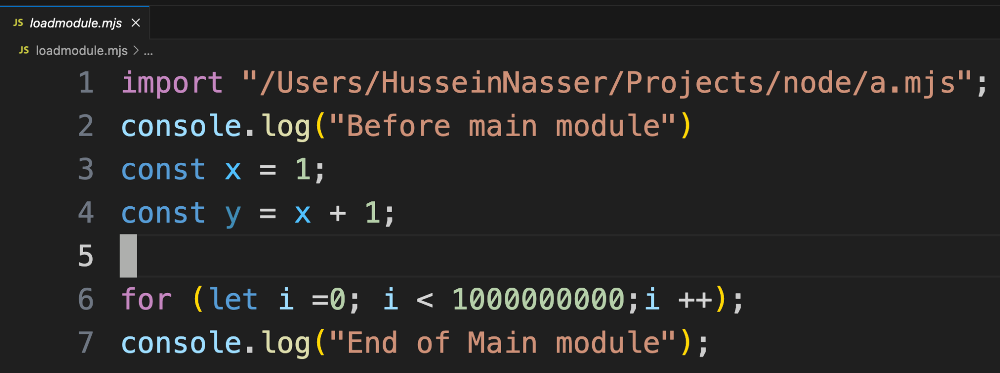 JS loadmodule.mjs ×
JS loadmodule.mjs > ...
1 import "/Users/HusseinNasser/Projects/node/a.mjs";
2 console.log("Before main module")
3 const x = 1;
4 const y = x + 1;
5
6 for (let i =0; i < 1000000000;i ++);
7 console.log("End of Main module");